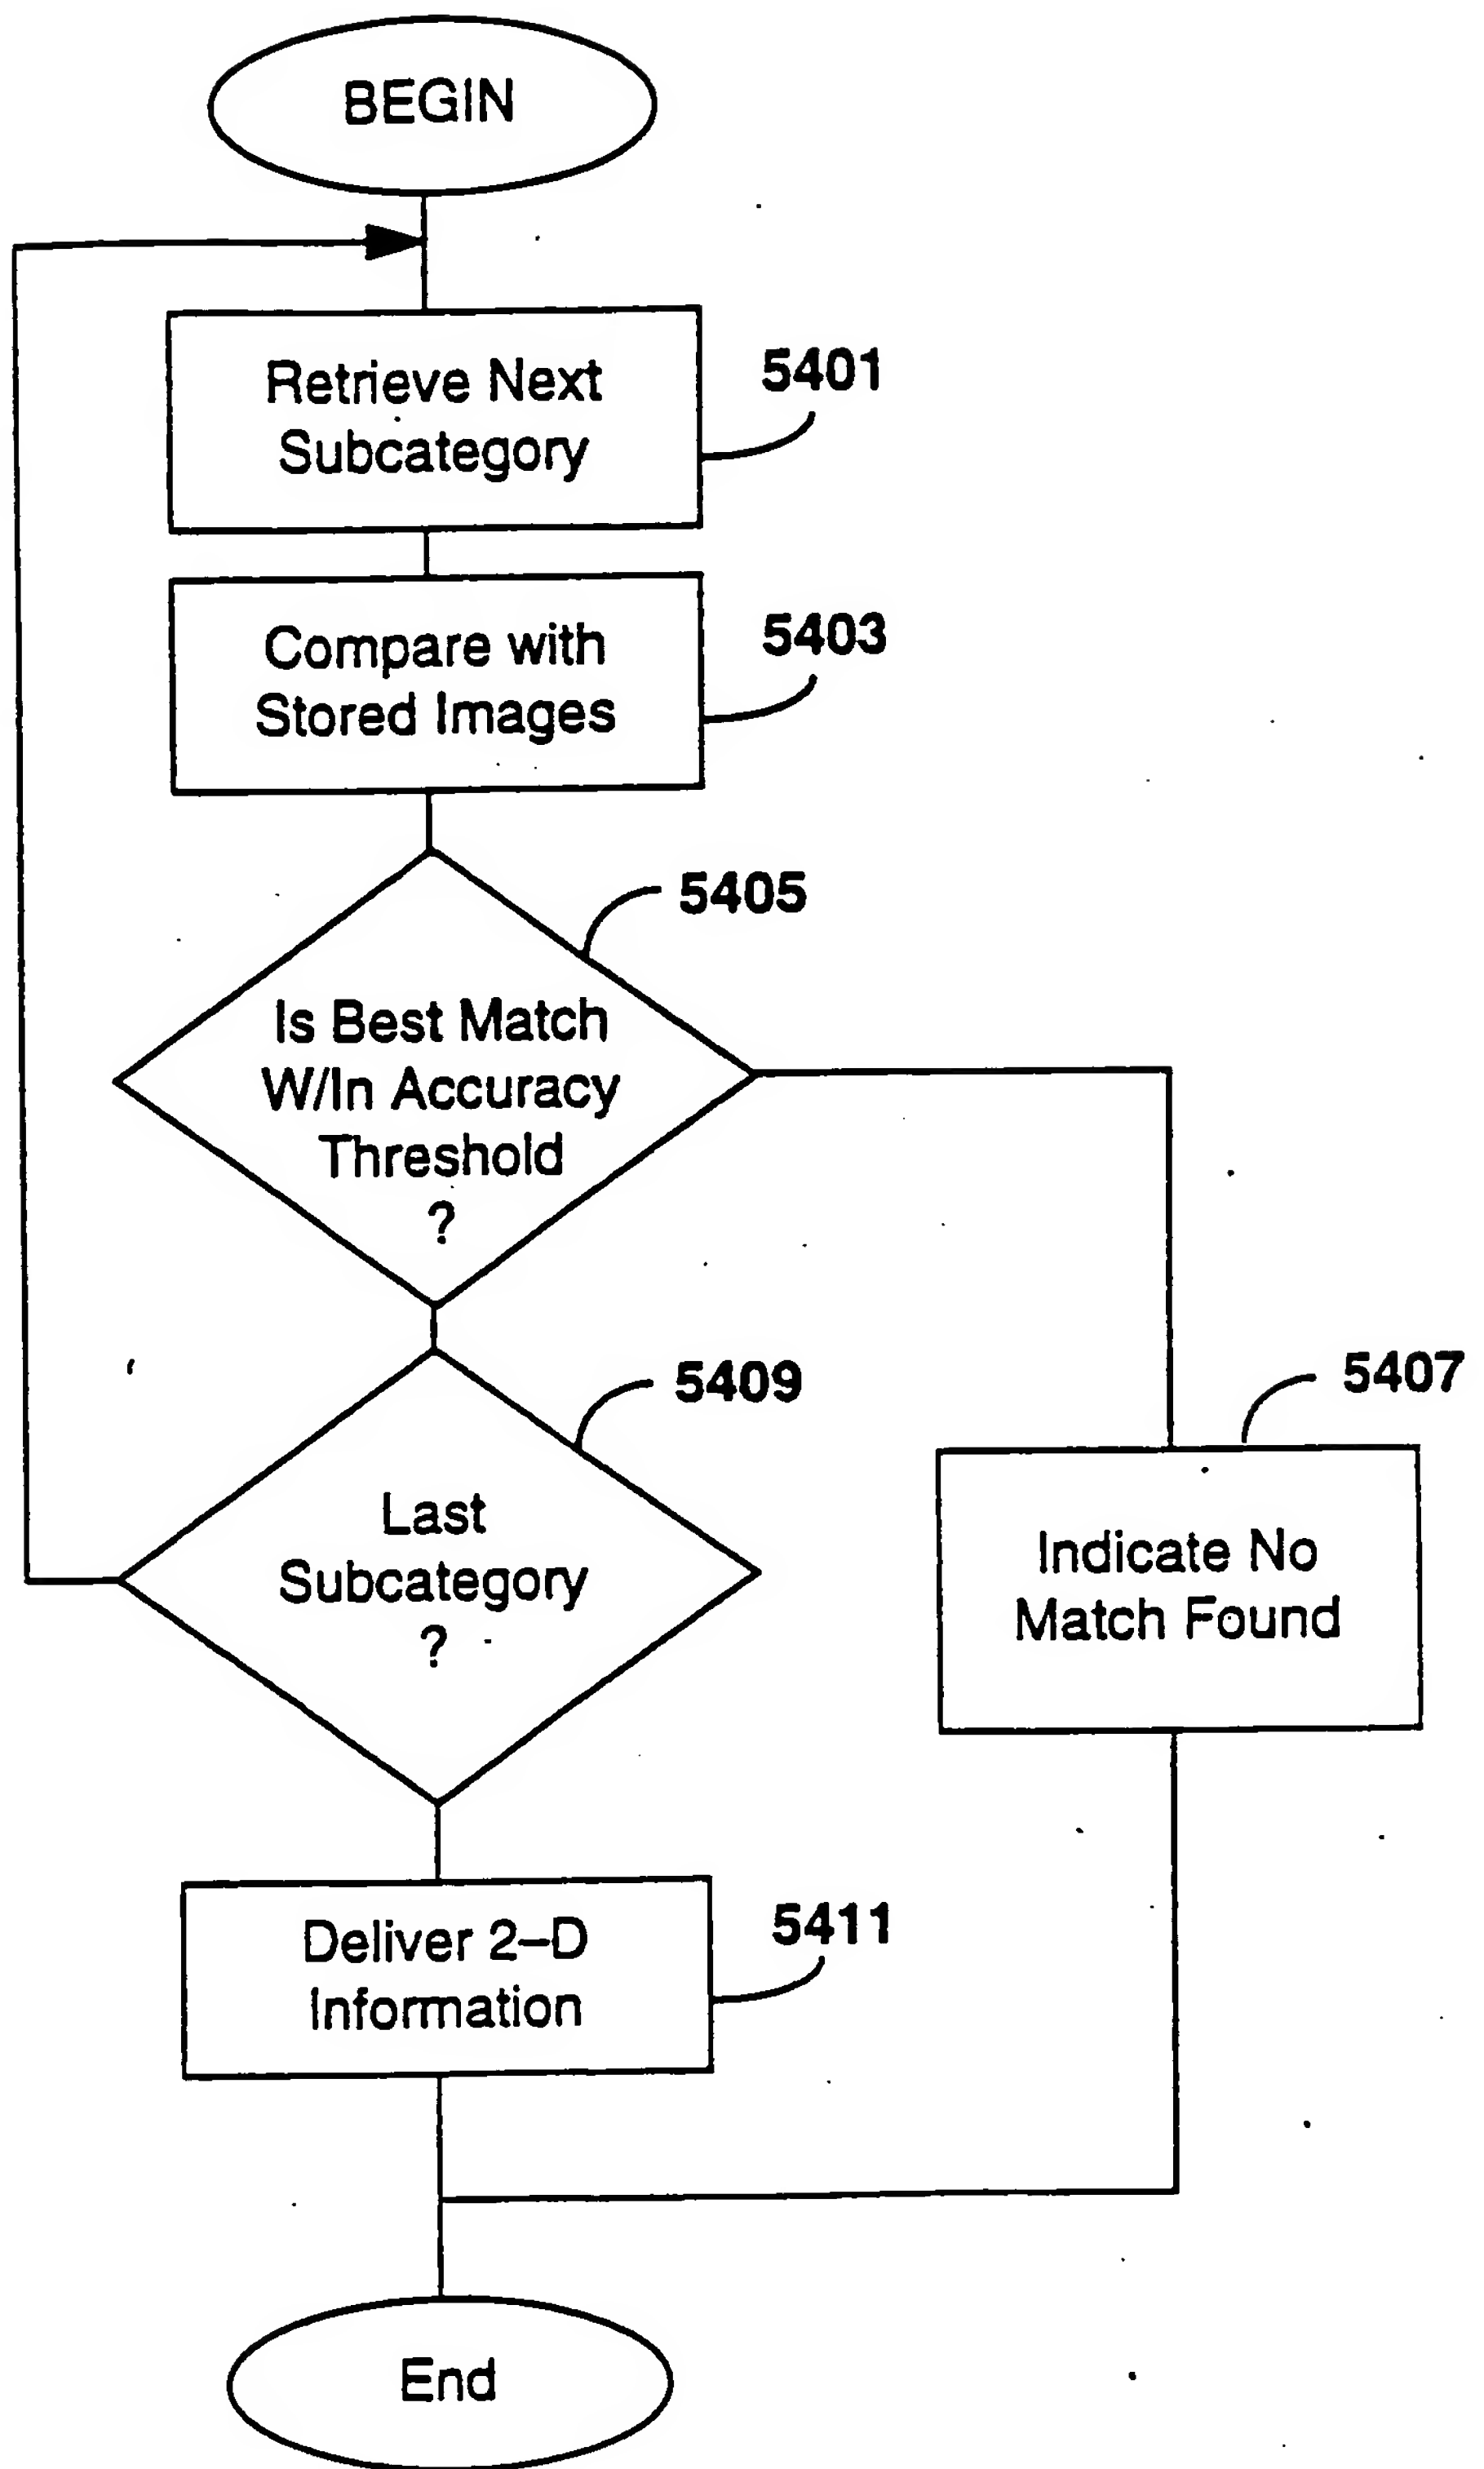 BEGIN
Retrieve Next
Subcategory
5401
Compare with
Stored Images
5403
5405
Is Best Match
W/In Accuracy
Threshold
?
5409
Last
Subcategory
?
5407
Indicate No
Match Found
Deliver 2–D
Information
5411
End